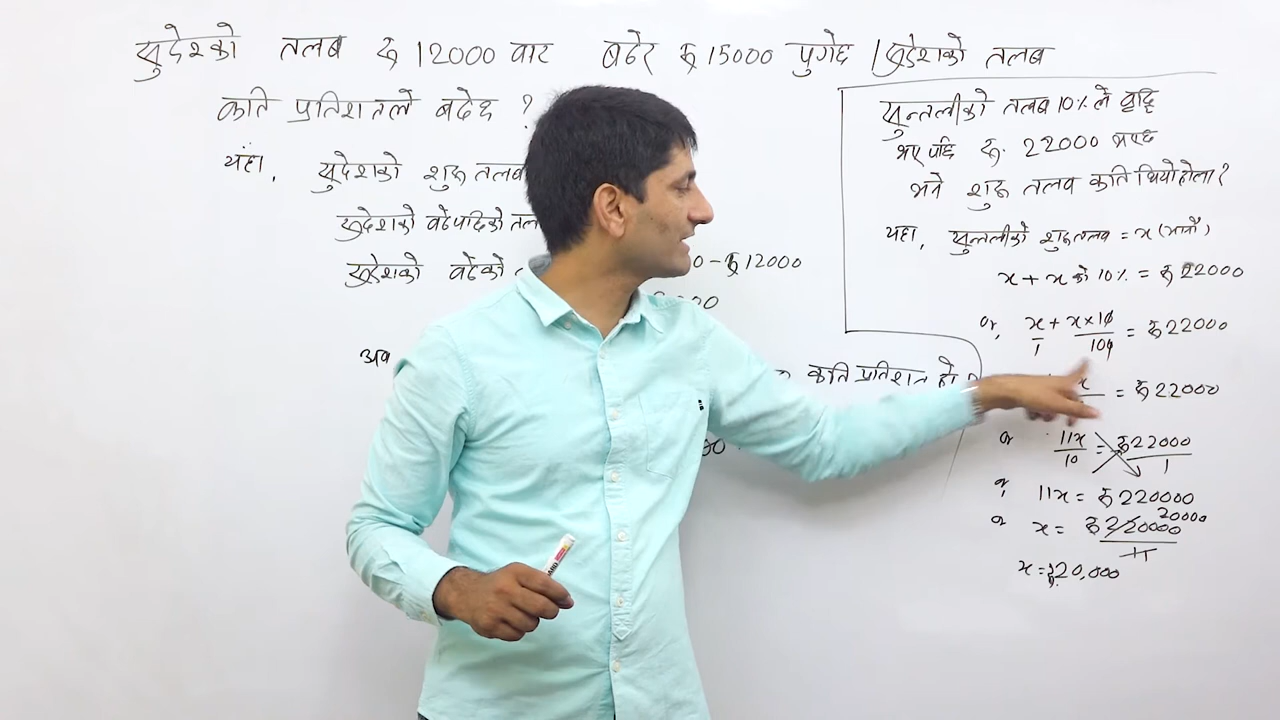 सुदेशको तलब रु 12000 बाट बढेर रु 15000 पुगेछ । सुदेशको तलब
कति प्रतिशतले बढेछ ?
यहाँ, सुदेशको शुरु तलब
सुदेशको बढेपछिको तल
सुदेशको बढेको 0 - रु 12000
अब कति प्रतिशत हो
सुन्तलीको तलब 10% ले वृद्धि
भए पछि रु. 22000 भएछ
भने शुरु तलब कति थियो होला ?
यहा, सुन्तलीको शुरु तलब = x (मानौ)
x + x को 10% = रु 22000
or, x/1 + x×10/100 = रु 22000
x = रु 22000
or 11x/10 = रु 22000/1
or, 11x = रु 220000
or x = रु 220000/11 20000
x = रु 20,000